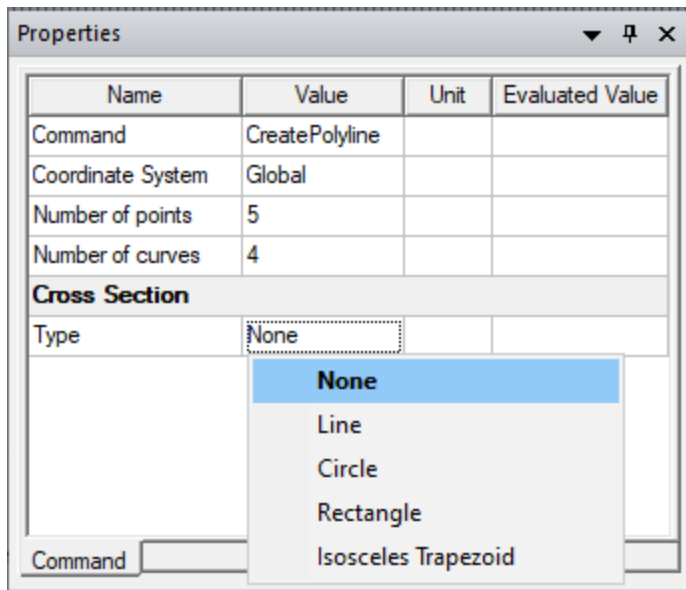 Properties
Name Value Unit Evaluated Value
Command CreatePolyline
Coordinate System Global
Number of points 5
Number of curves 4
Cross Section
Type None
None
Line
Circle
Rectangle
Isosceles Trapezoid
Command